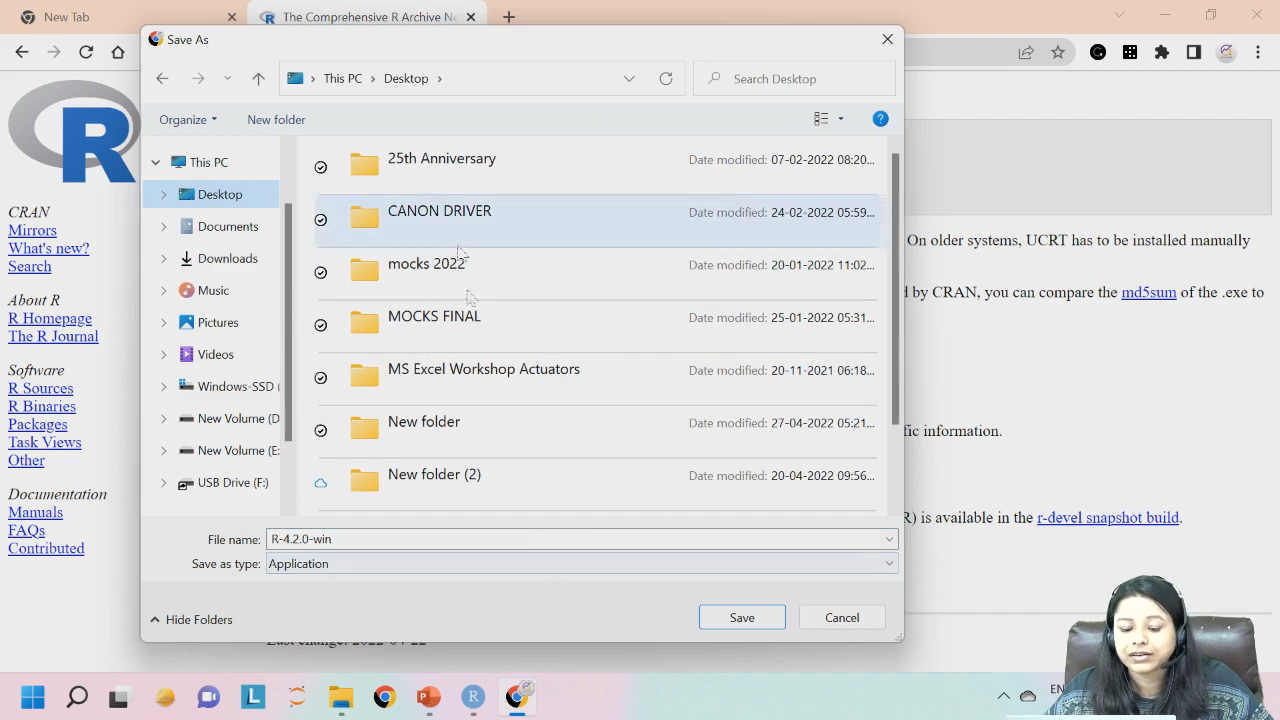 New Tab
The Comprehensive R Archive Ne
Save As
This PC
Desktop
Search Desktop
Organize
New folder
This PC
Desktop
Documents
Downloads
Music
Pictures
Videos
Windows-SSD (
New Volume (D
New Volume (E:
USB Drive (F:)
25th Anniversary
Date modified: 07-02-2022 08:20...
CANON DRIVER
Date modified: 24-02-2022 05:59...
mocks 2022
Date modified: 20-01-2022 11:02...
MOCKS FINAL
Date modified: 25-01-2022 05:31...
MS Excel Workshop Actuators
Date modified: 20-11-2021 06:18...
New folder
Date modified: 27-04-2022 05:21...
New folder (2)
Date modified: 20-04-2022 09:56...
File name: R-4.2.0-win
Save as type: Application
Hide Folders
Save
Cancel
CRAN
Mirrors
What's new?
Search
About R
R Homepage
The R Journal
Software
R Sources
R Binaries
Packages
Task Views
Other
Documentation
Manuals
FAQs
Contributed
On older systems, UCRT has to be installed manually
d by CRAN, you can compare the md5sum of the .exe to
fic information.
R) is available in the r-devel snapshot build.
Last change: 2022-04-22
EN